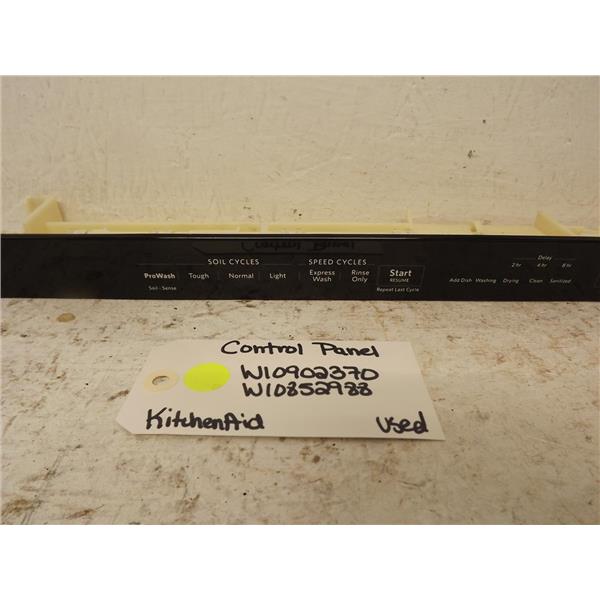 Control Panel
SOIL CYCLES SPEED CYCLES Delay
2 hr 4 hr 8 hr
ProWash Tough Normal Light Express Wash Rinse Only Start RESUME
Add Dish Washing Drying Clean Sanitized
Soil - Sense Repeat Last Cycle
Control Panel
W10902370
W10852988
KitchenAid Used